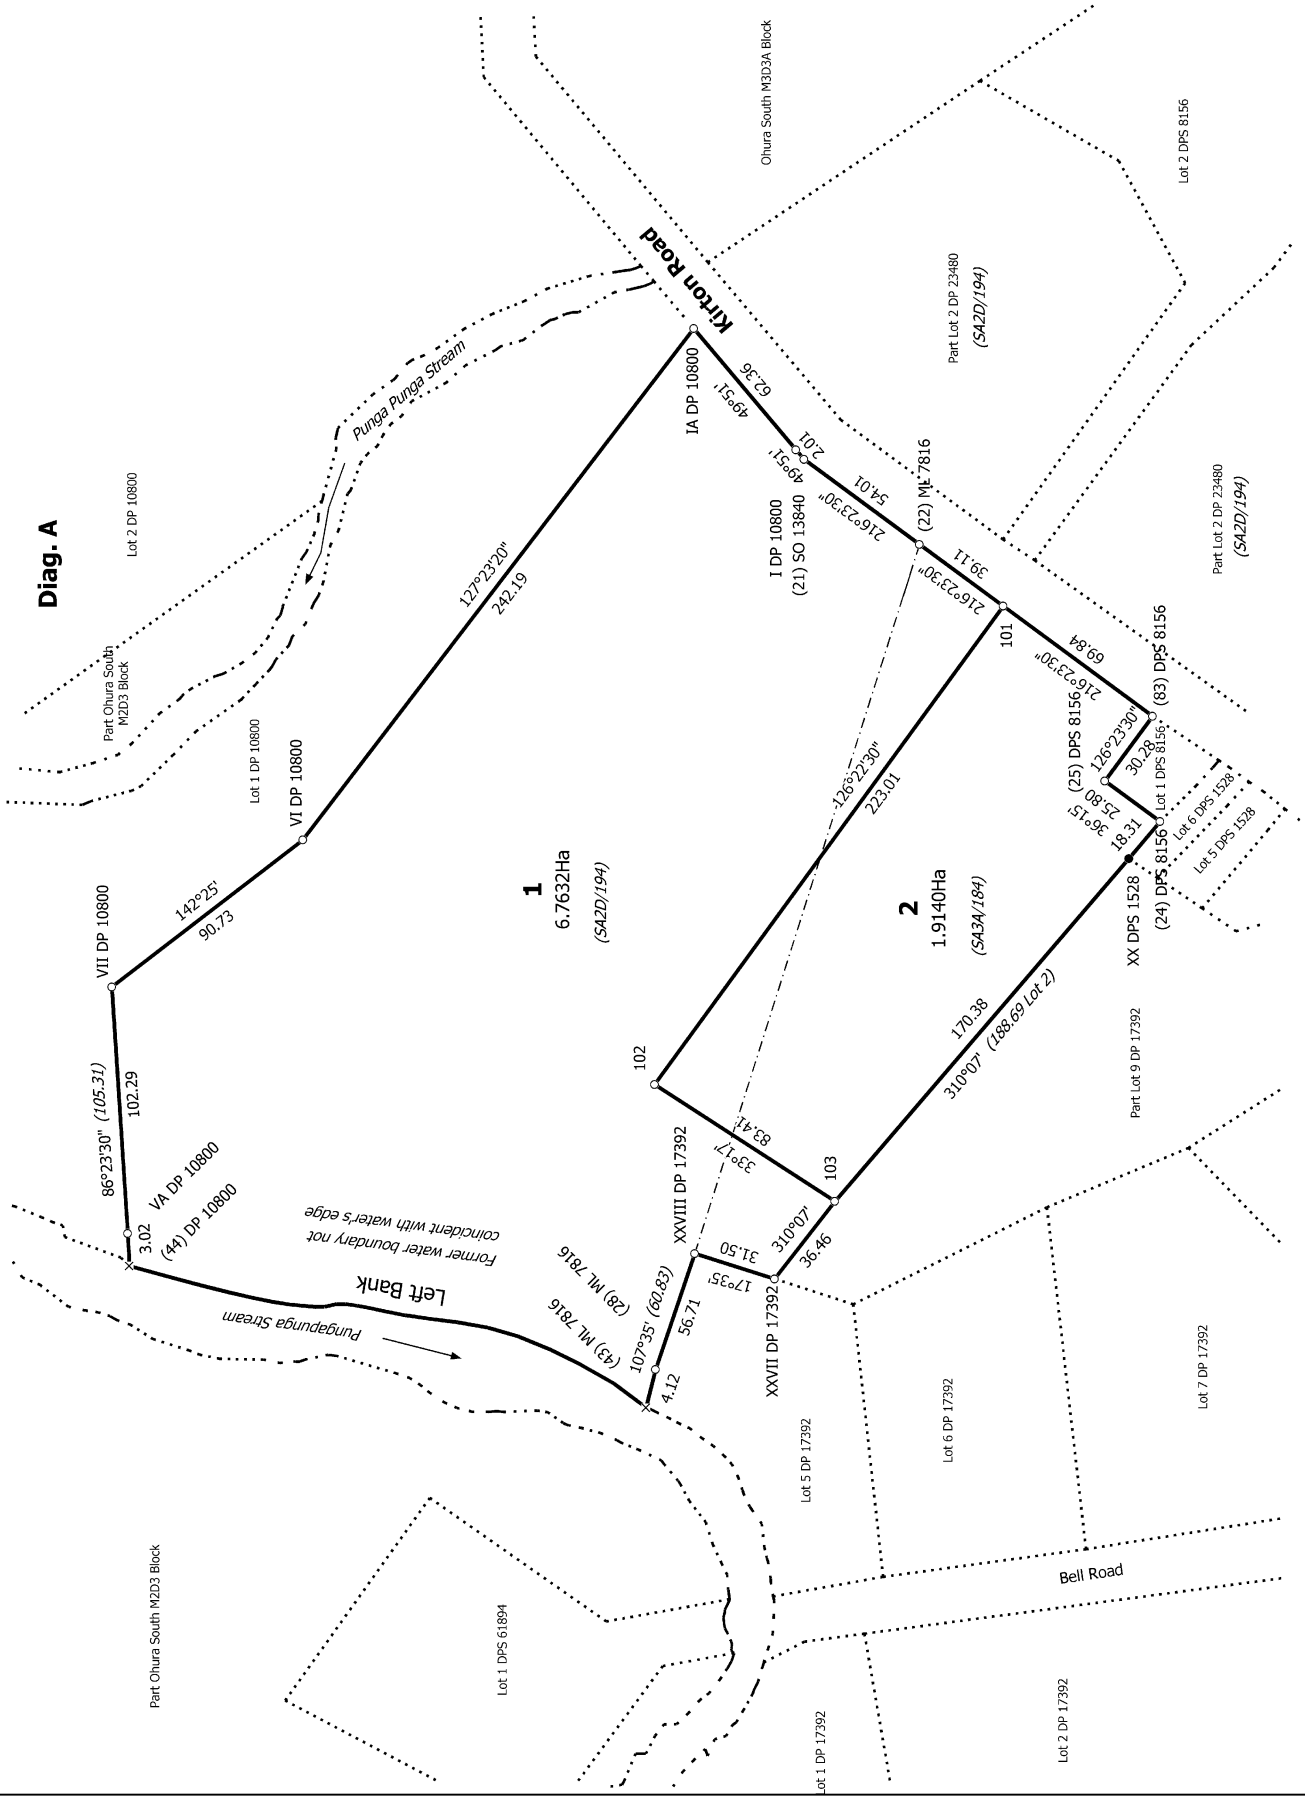 Diag. A
Lot 2 DP 10800
Part Ohura South
M2D3 Block
Lot 1 DP 10800
Punga Punga Stream
Kirton Road
Ohura South M3D3A Block
Lot 2 DPS 8156
Part Lot 2 DP 23480
(SA2D/194)
Part Lot 2 DP 23480
(SA2D/194)
VII DP 10800
142°25'
90.73
VI DP 10800
127°23'20"
242.19
IA DP 10800
49°51'
62.36
49°51'
2.01
I DP 10800
(21) SO 13840
216°23'30"
54.01
(22) ML 7816
216°23'30"
39.11
101
216°23'30"
69.84
(83) DPS 8156
126°23'30"
30.28
(25) DPS 8156
36°15'
25.80
Lot 1 DPS 8156
18.31
(24) DPS 8156
XX DPS 1528
Lot 6 DPS 1528
Lot 5 DPS 1528
86°23'30" (105.31)
102.29
3.02
VA DP 10800
(44) DP 10800
1
6.7632Ha
(SA2D/194)
126°22'30"
223.01
2
1.9140Ha
(SA3A/184)
102
33°17'
83.41
103
170.38
310°07' (188.69 Lot 2)
310°07'
36.46
XXVIII DP 17392
31.50
17°35'
XXVII DP 17392
107°35' (60.83)
56.71
4.12
(28) ML 7816
(43) ML 7816
Former water boundary not
coincident with water's edge
Left Bank
Pungapunga Stream
Part Lot 9 DP 17392
Lot 5 DP 17392
Lot 6 DP 17392
Lot 7 DP 17392
Bell Road
Part Ohura South M2D3 Block
Lot 1 DPS 61894
Lot 1 DP 17392
Lot 2 DP 17392